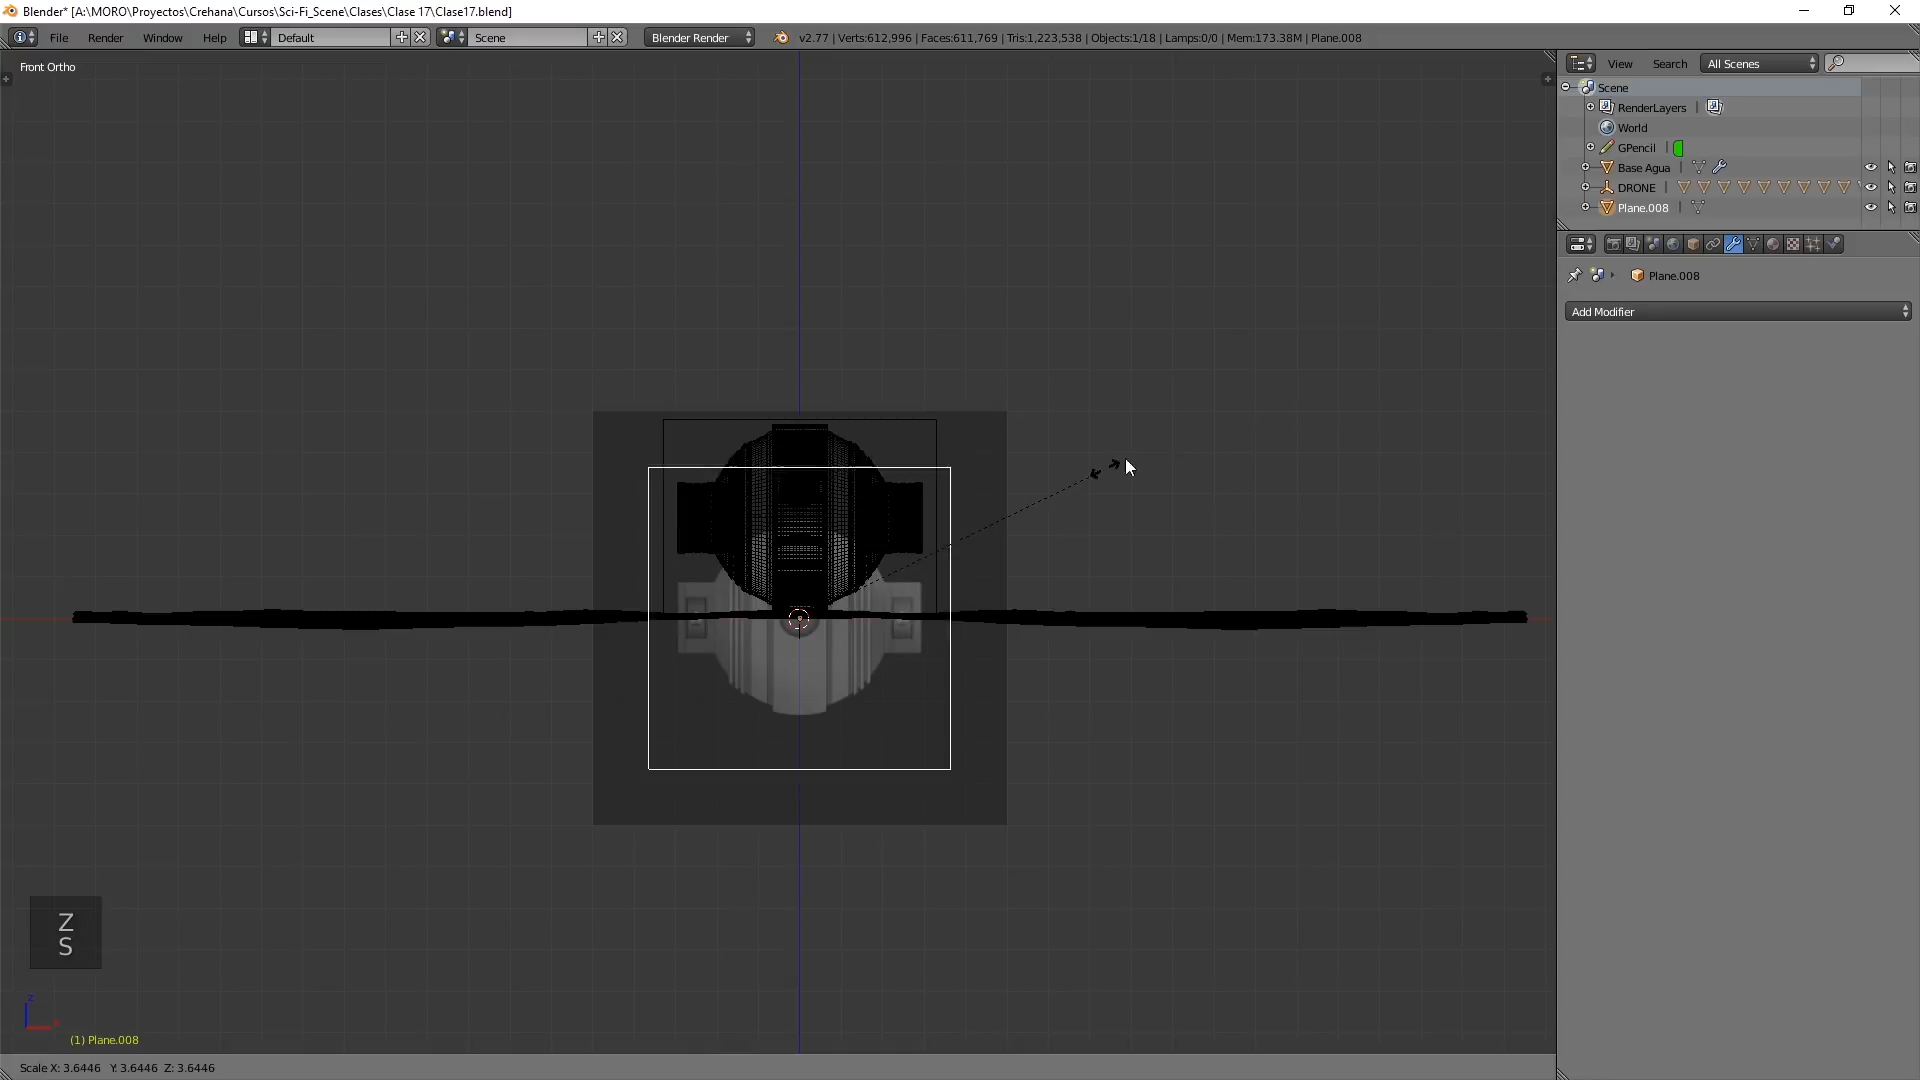 Blender* [A:\MORO\Proyectos\Crehana\Cursos\Sci-Fi_Scene\Clases\Clase 17\Clase17.blend]
File Render Window Help Default Scene Blender Render v2.77 | Verts:612,996 | Faces:611,769 | Tris:1,223,538 | Objects:1/18 | Lamps:0/0 | Mem:173.38M | Plane.008
Front Ortho
View Search All Scenes
Scene
RenderLayers |
World
GPencil |
Base Agua |
DRONE |
Plane.008 |
Plane.008
Add Modifier
Z
S
z
x
(1) Plane.008
Scale X: 3.6446 Y: 3.6446 Z: 3.6446